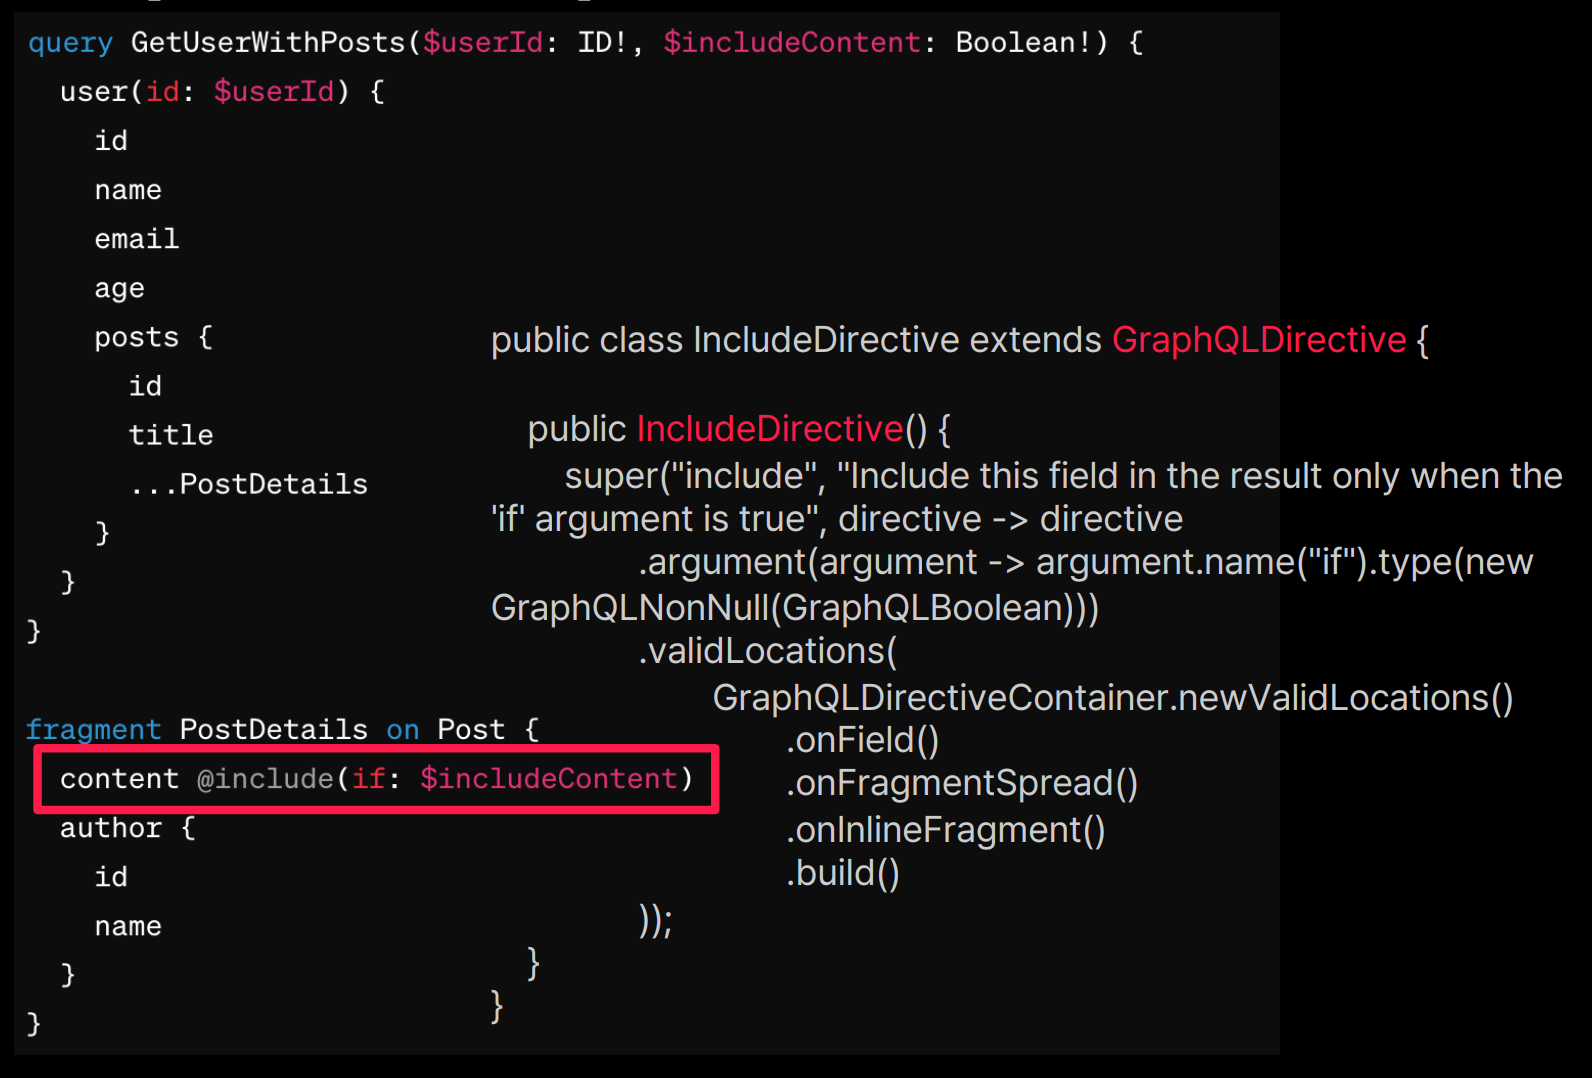 query GetUserWithPosts($userId: ID!, $includeContent: Boolean!) {
user(id: $userId) {
id
name
email
age
posts {
id
title
...PostDetails
}
}
}
fragment PostDetails on Post {
content @include(if: $includeContent)
author {
id
name
}
}
public class IncludeDirective extends GraphQLDirective {
public IncludeDirective() {
super("include", "Include this field in the result only when the
'if' argument is true", directive -> directive
.argument(argument -> argument.name("if").type(new
GraphQLNonNull(GraphQLBoolean)))
.validLocations(
GraphQLDirectiveContainer.newValidLocations()
.onField()
.onFragmentSpread()
.onInlineFragment()
.build()
));
}
}